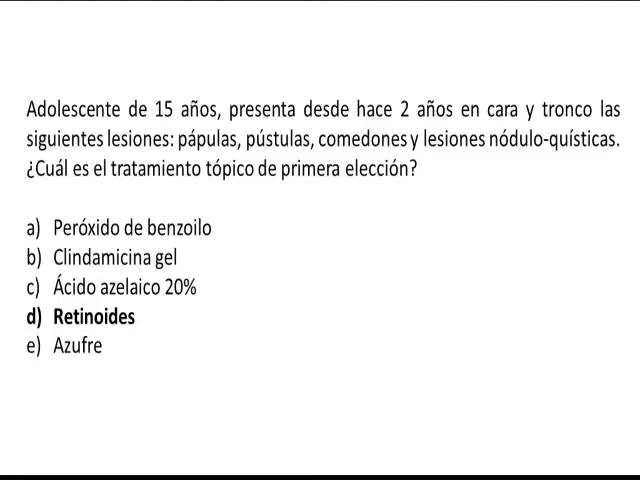 Adolescente de 15 años, presenta desde hace 2 años en cara y tronco las
siguientes lesiones: pápulas, pústulas, comedones y lesiones nódulo-quísticas.
¿Cuál es el tratamiento tópico de primera elección?
a) Peróxido de benzoilo
b) Clindamicina gel
c) Ácido azelaico 20%
d) Retinoides
e) Azufre